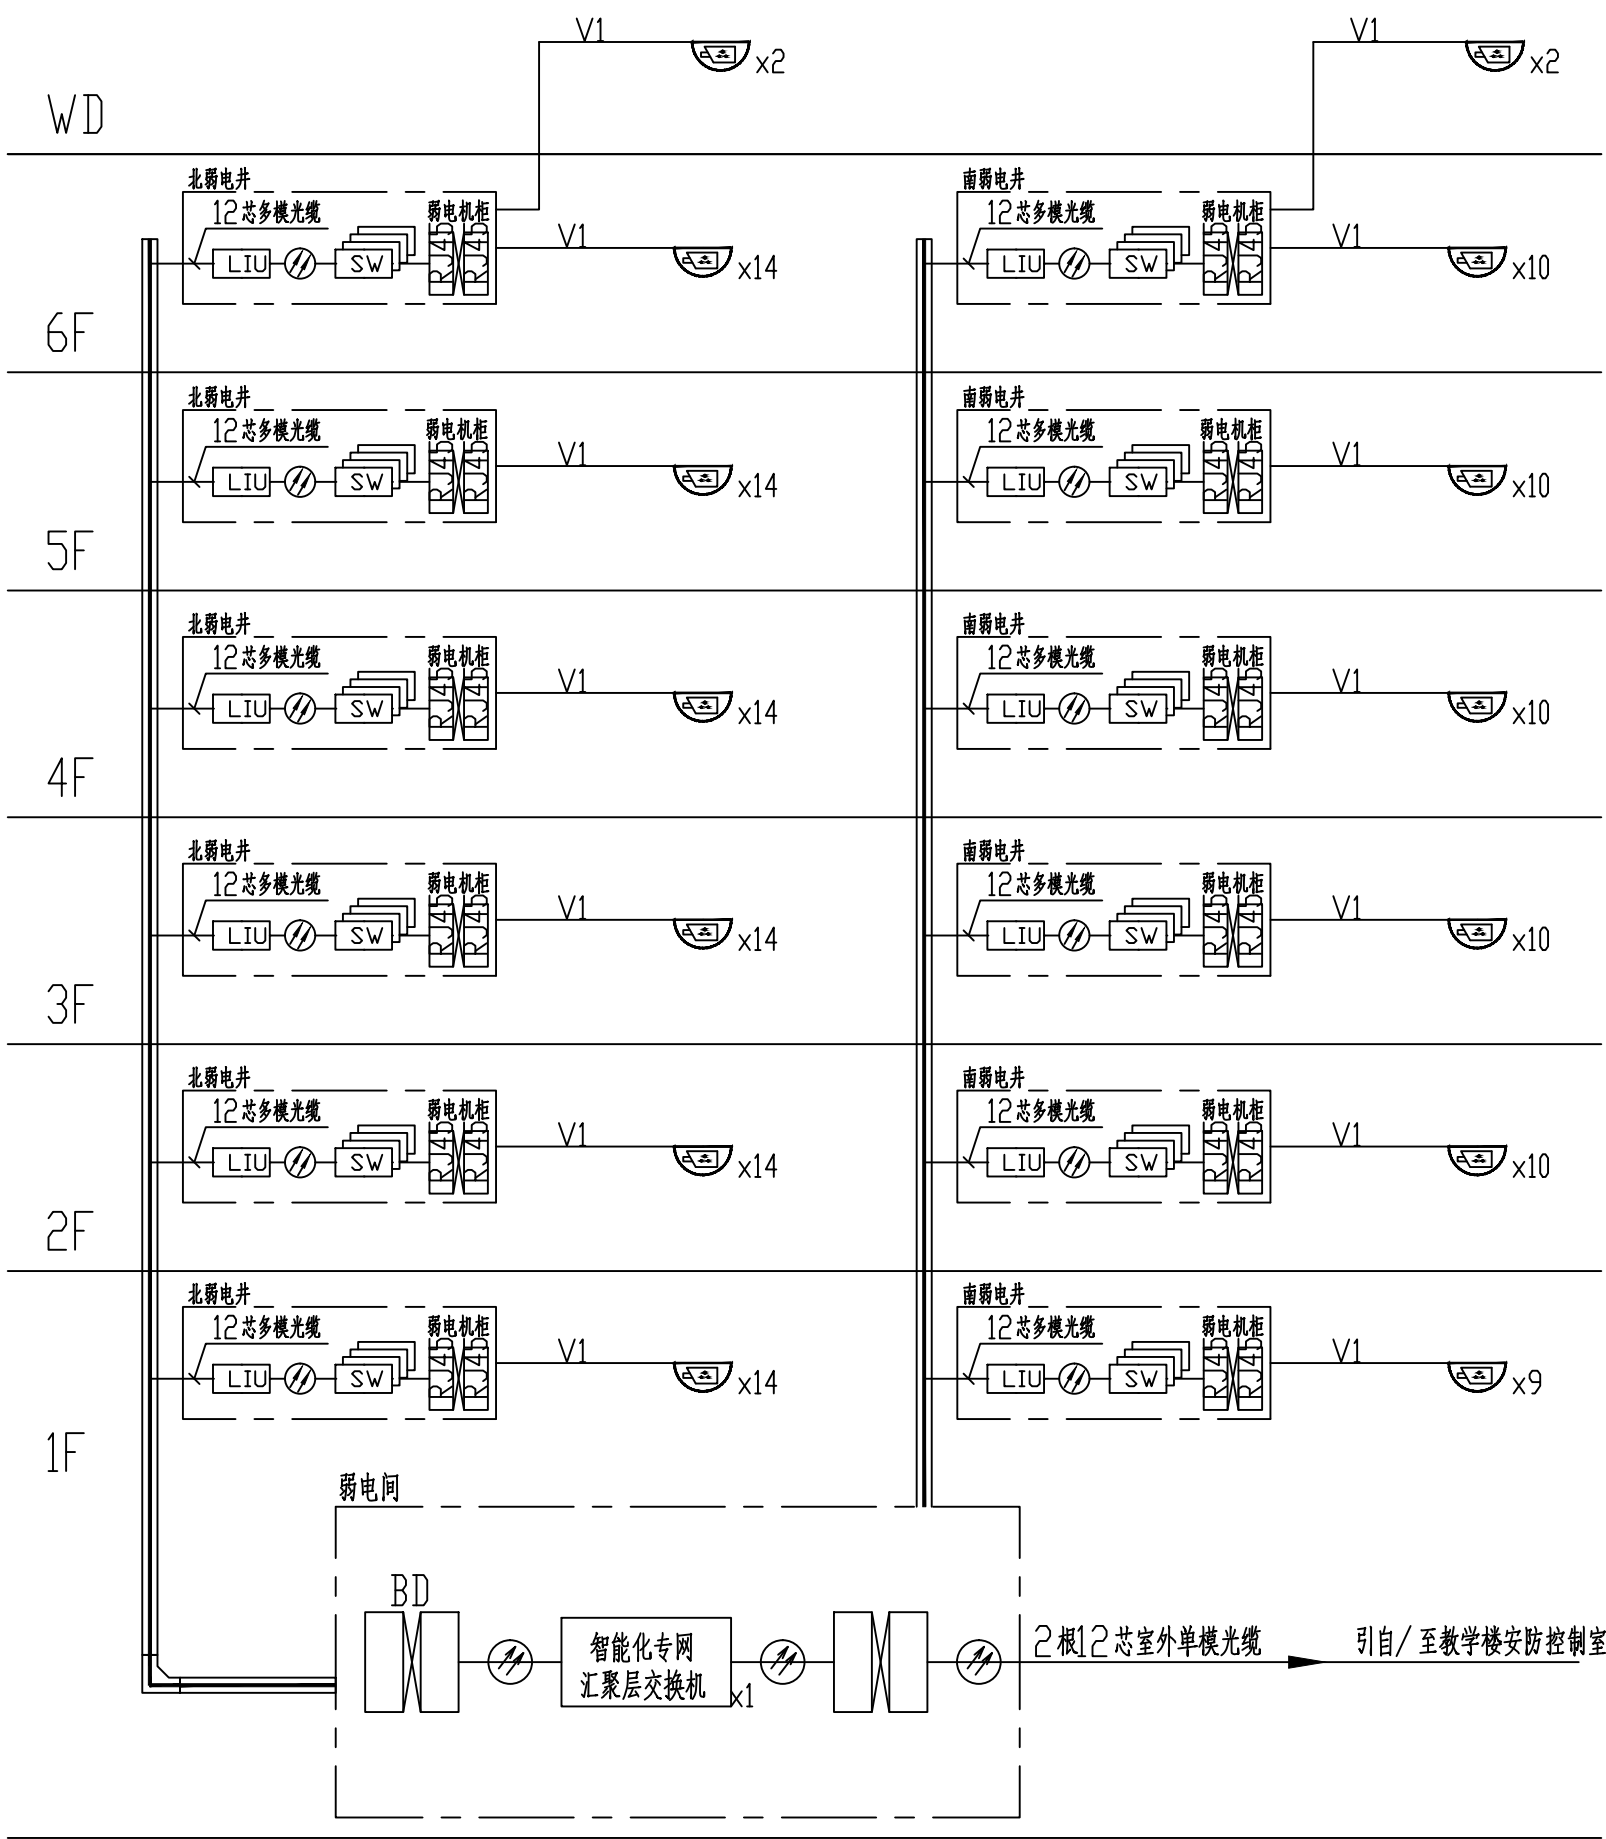 V1
x2
V1
x2
WD
北弱电井
12芯多模光缆
弱电机柜
LIU
SW
RJ45
RJ45
V1
x14
南弱电井
12芯多模光缆
弱电机柜
LIU
SW
RJ45
RJ45
V1
x10
6F
北弱电井
12芯多模光缆
弱电机柜
LIU
SW
RJ45
RJ45
V1
x14
南弱电井
12芯多模光缆
弱电机柜
LIU
SW
RJ45
RJ45
V1
x10
5F
北弱电井
12芯多模光缆
弱电机柜
LIU
SW
RJ45
RJ45
V1
x14
南弱电井
12芯多模光缆
弱电机柜
LIU
SW
RJ45
RJ45
V1
x10
4F
北弱电井
12芯多模光缆
弱电机柜
LIU
SW
RJ45
RJ45
V1
x14
南弱电井
12芯多模光缆
弱电机柜
LIU
SW
RJ45
RJ45
V1
x10
3F
北弱电井
12芯多模光缆
弱电机柜
LIU
SW
RJ45
RJ45
V1
x14
南弱电井
12芯多模光缆
弱电机柜
LIU
SW
RJ45
RJ45
V1
x10
2F
北弱电井
12芯多模光缆
弱电机柜
LIU
SW
RJ45
RJ45
V1
x14
南弱电井
12芯多模光缆
弱电机柜
LIU
SW
RJ45
RJ45
V1
x9
1F
弱电间
BD
智能化专网
汇聚层交换机
x1
2根12芯室外单模光缆
引自/至教学楼安防控制室